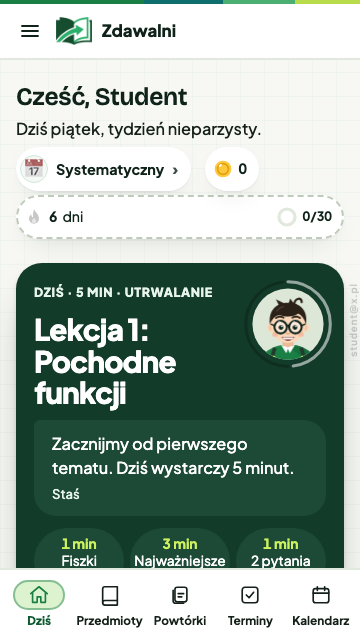 Zdawalni
Cześć, Student
Dziś piątek, tydzień nieparzysty.
Systematyczny ›
0
6 dni
0/30
DZIŚ · 5 MIN · UTRWALANIE
Lekcja 1:
Pochodne
funkcji
Zacznijmy od pierwszego
tematu. Dziś wystarczy 5 minut.
Staś
1 min
Fiszki
3 min
Najważniejsze
1 min
2 pytania
student@x.pl
Dziś
Przedmioty
Powtórki
Terminy
Kalendarz